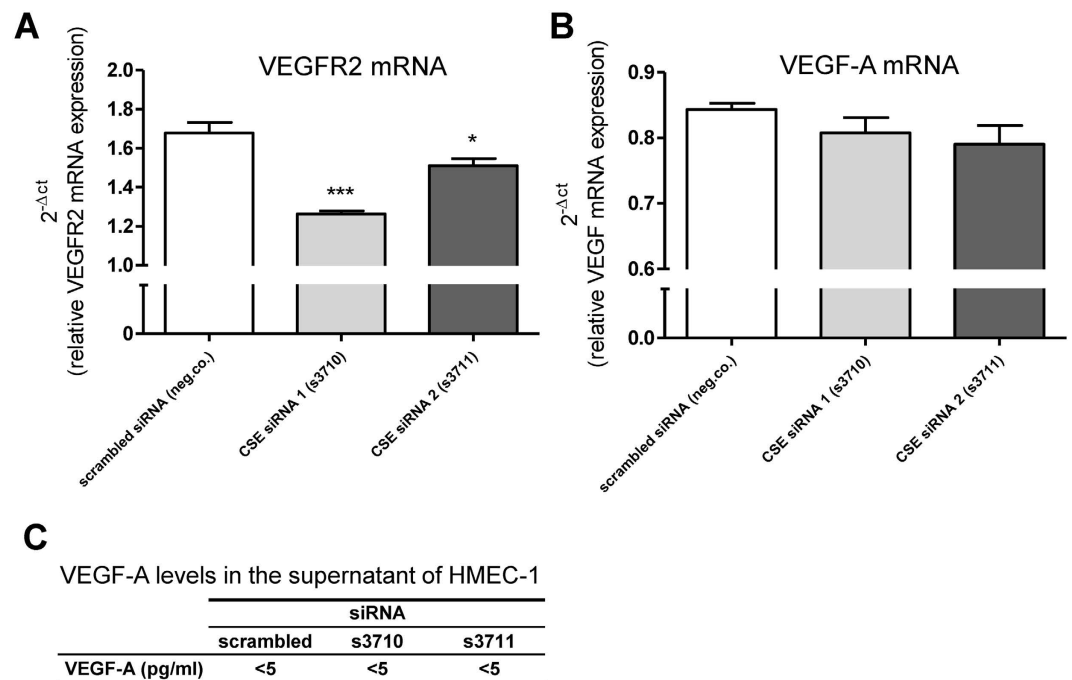 A
VEGFR2 mRNA
2-Δct
(relative VEGFR2 mRNA expression)
2.0
1.8
1.6
1.4
1.2
1.0
0
***
*
scrambled siRNA (neg.co.)
CSE siRNA 1 (s3710)
CSE siRNA 2 (s3711)
B
VEGF-A mRNA
2-Δct
(relative VEGF mRNA expression)
0.9
0.8
0.7
0.6
0.0
scrambled siRNA (neg.co.)
CSE siRNA 1 (s3710)
CSE siRNA 2 (s3711)
C
VEGF-A levels in the supernatant of HMEC-1
siRNA
scrambled s3710 s3711
VEGF-A (pg/ml) <5 <5 <5